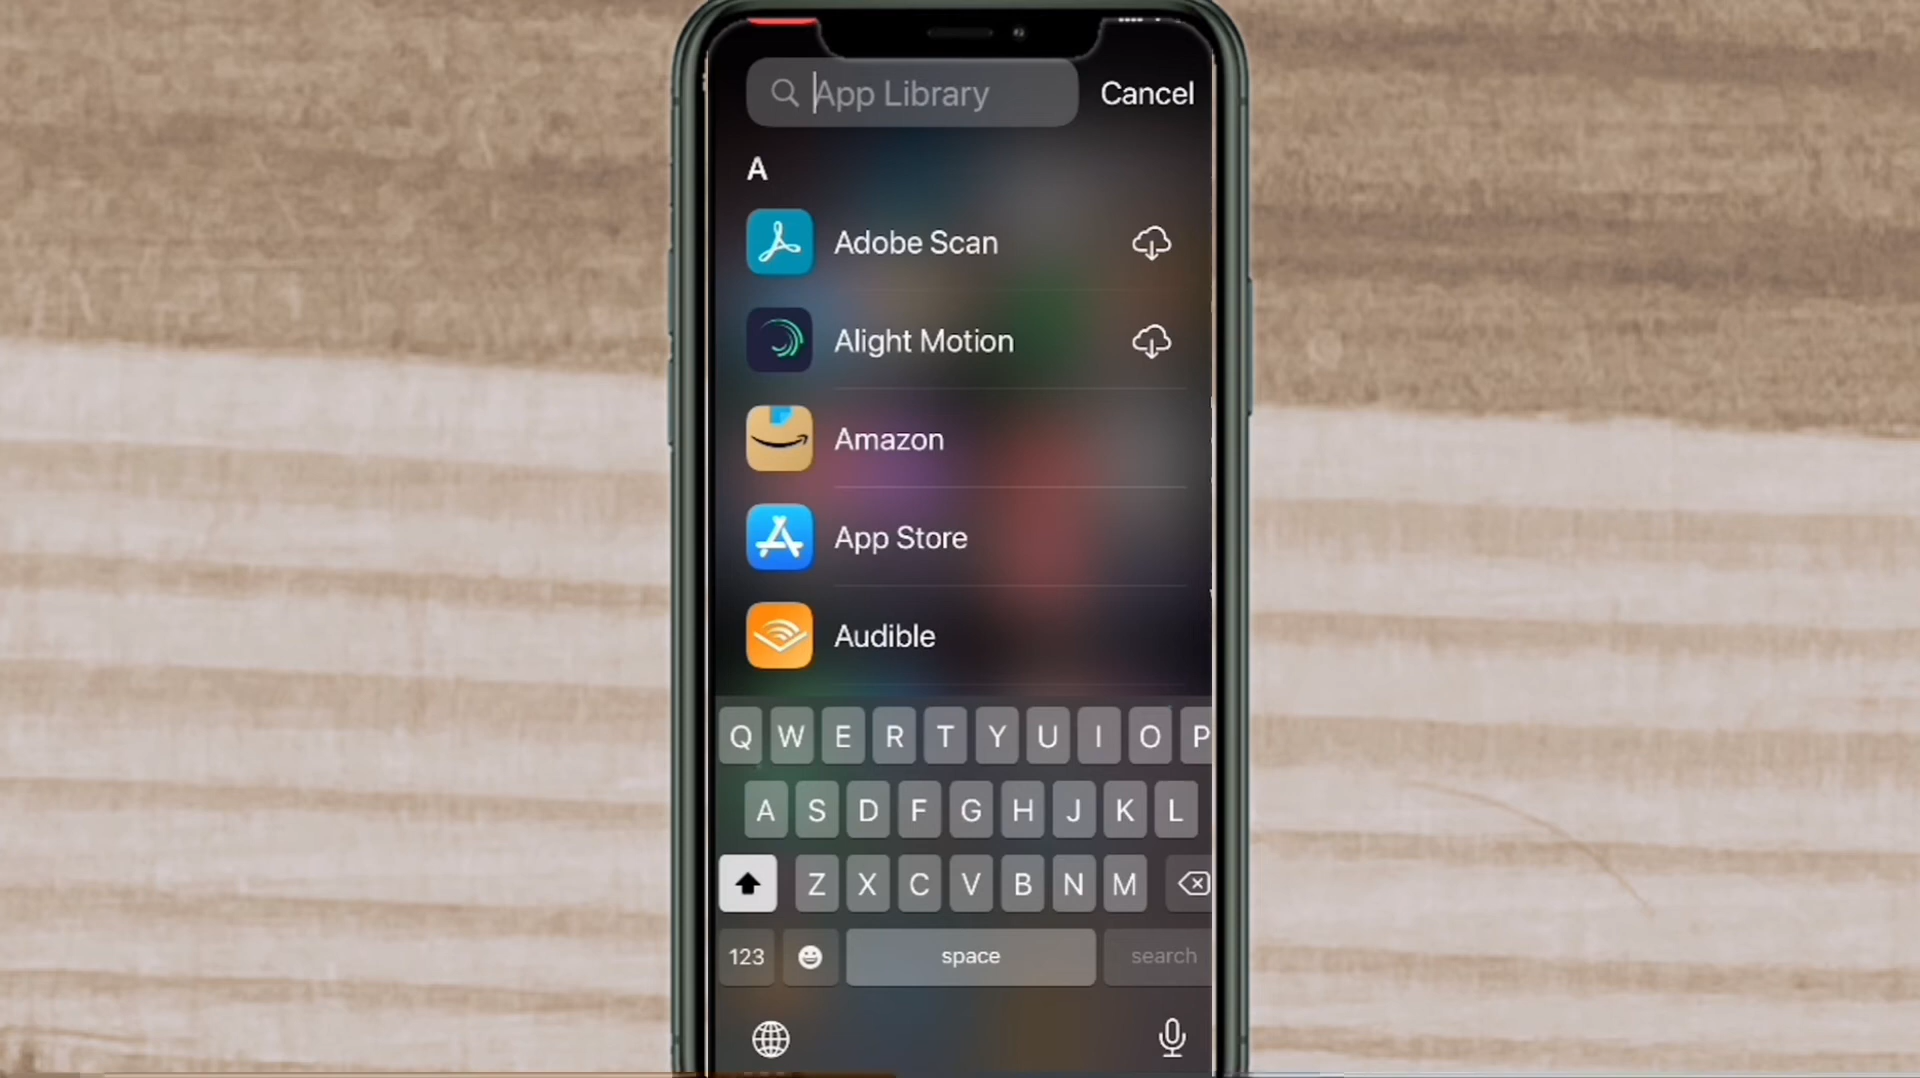 App Library
Cancel
A
Adobe Scan
Alight Motion
Amazon
App Store
Audible
Q W E R T Y U I O P
A S D F G H J K L
Z X C V B N M
123 space search